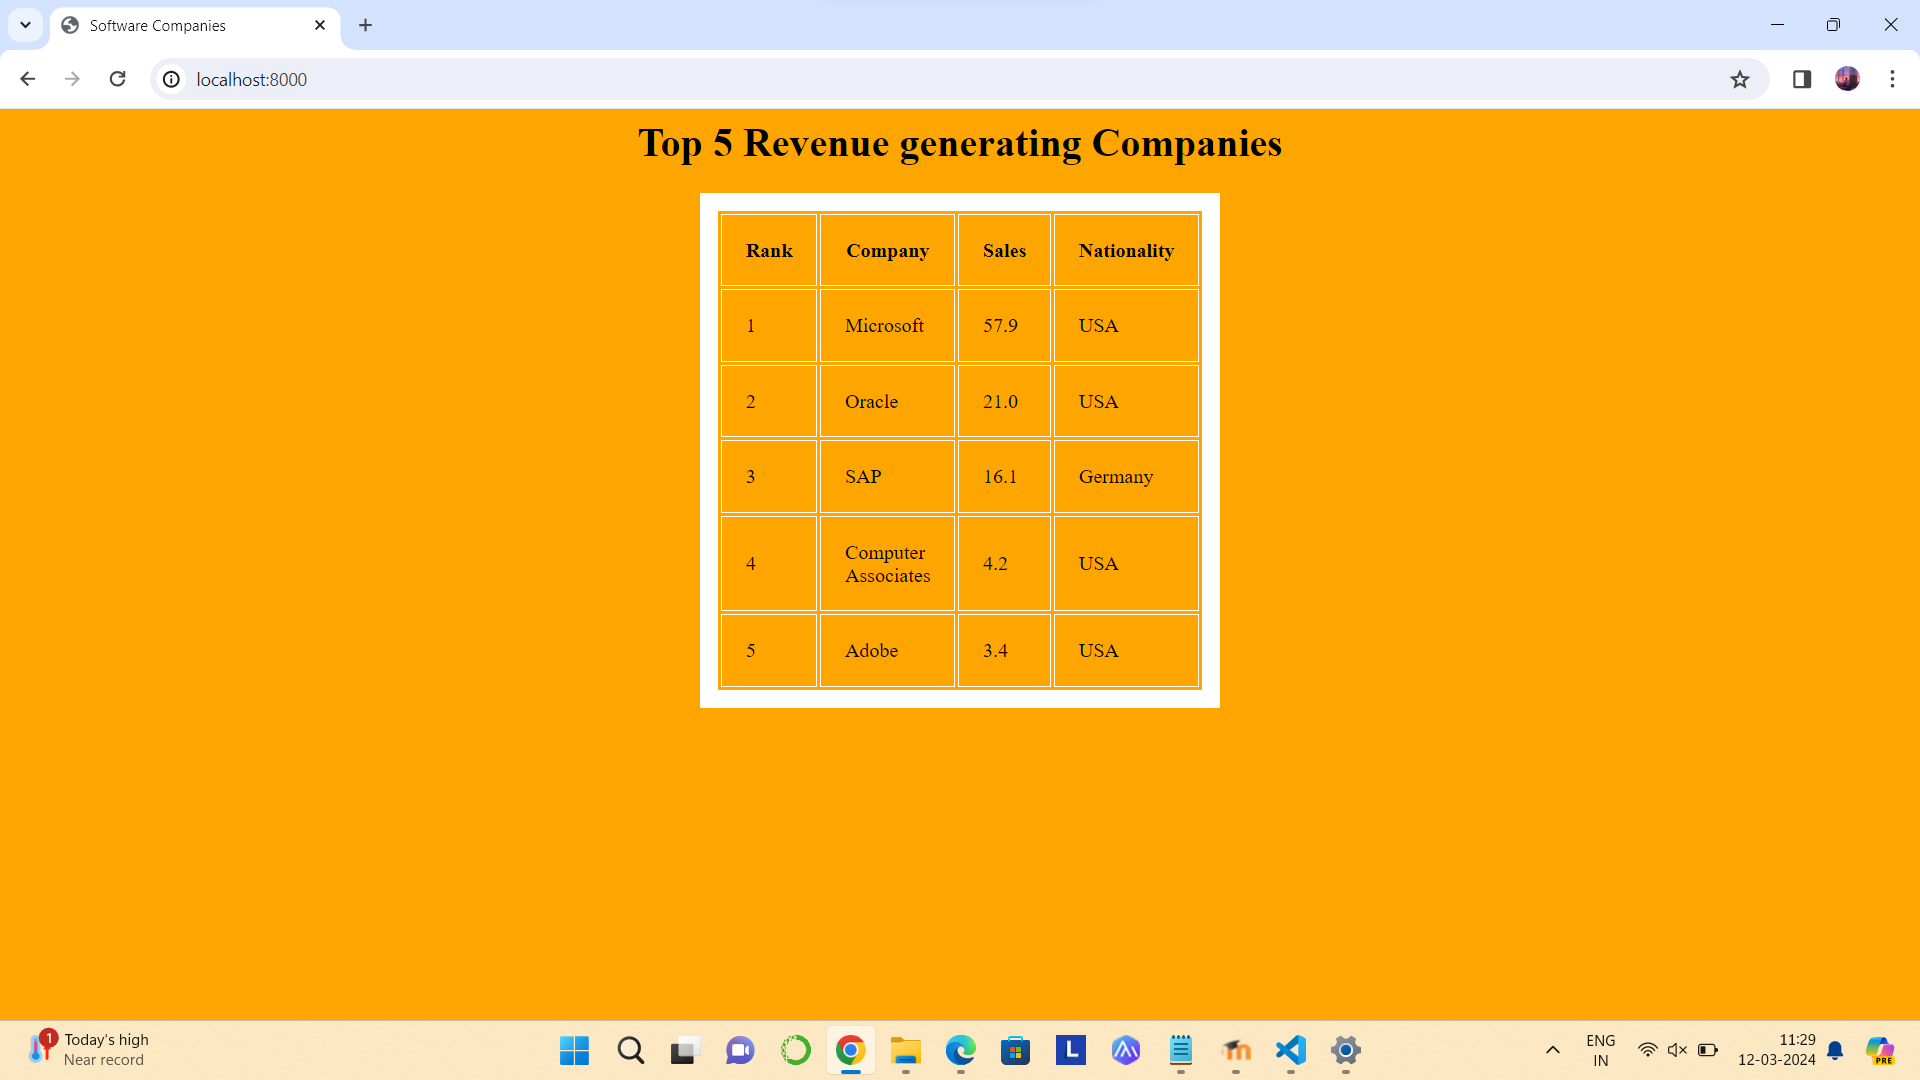 Software Companies
localhost:8000
Top 5 Revenue generating Companies
Rank Company Sales Nationality
1 Microsoft 57.9 USA
2 Oracle 21.0 USA
3 SAP 16.1 Germany
4 Computer Associates 4.2 USA
5 Adobe 3.4 USA
1
Today's high
Near record
L
ENG
IN
11:29
12-03-2024
PRE